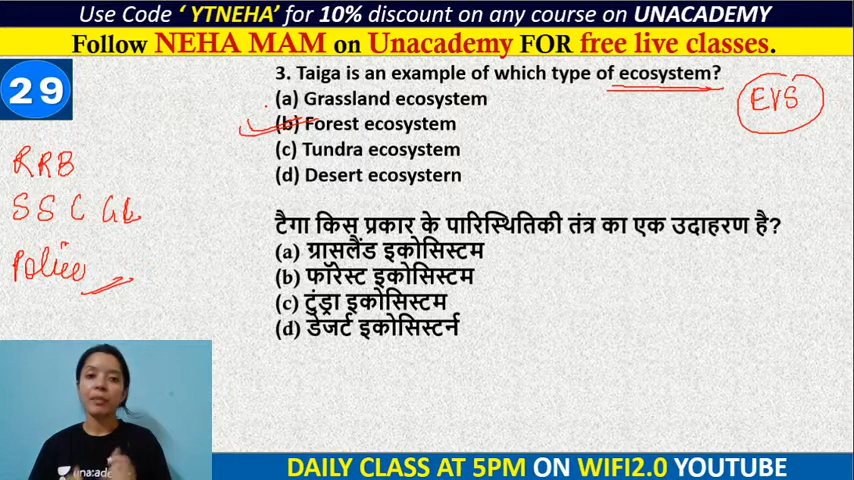 Use Code ‘ YTNEHA’ for 10% discount on any course on UNACADEMY
Follow NEHA MAM on Unacademy FOR free live classes.
29
3. Taiga is an example of which type of ecosystem?
(a) Grassland ecosystem
(b) Forest ecosystem
(c) Tundra ecosystem
(d) Desert ecosystern
EVS
RRB
SSC GL
Police
टैगा किस प्रकार के पारिस्थितिकी तंत्र का एक उदाहरण है?
(a) ग्रासलैंड इकोसिस्टम
(b) फॉरेस्ट इकोसिस्टम
(c) टुंड्रा इकोसिस्टम
(d) डेजर्ट इकोसिस्टर्न
unacade
DAILY CLASS AT 5PM ON WIFI2.0 YOUTUBE